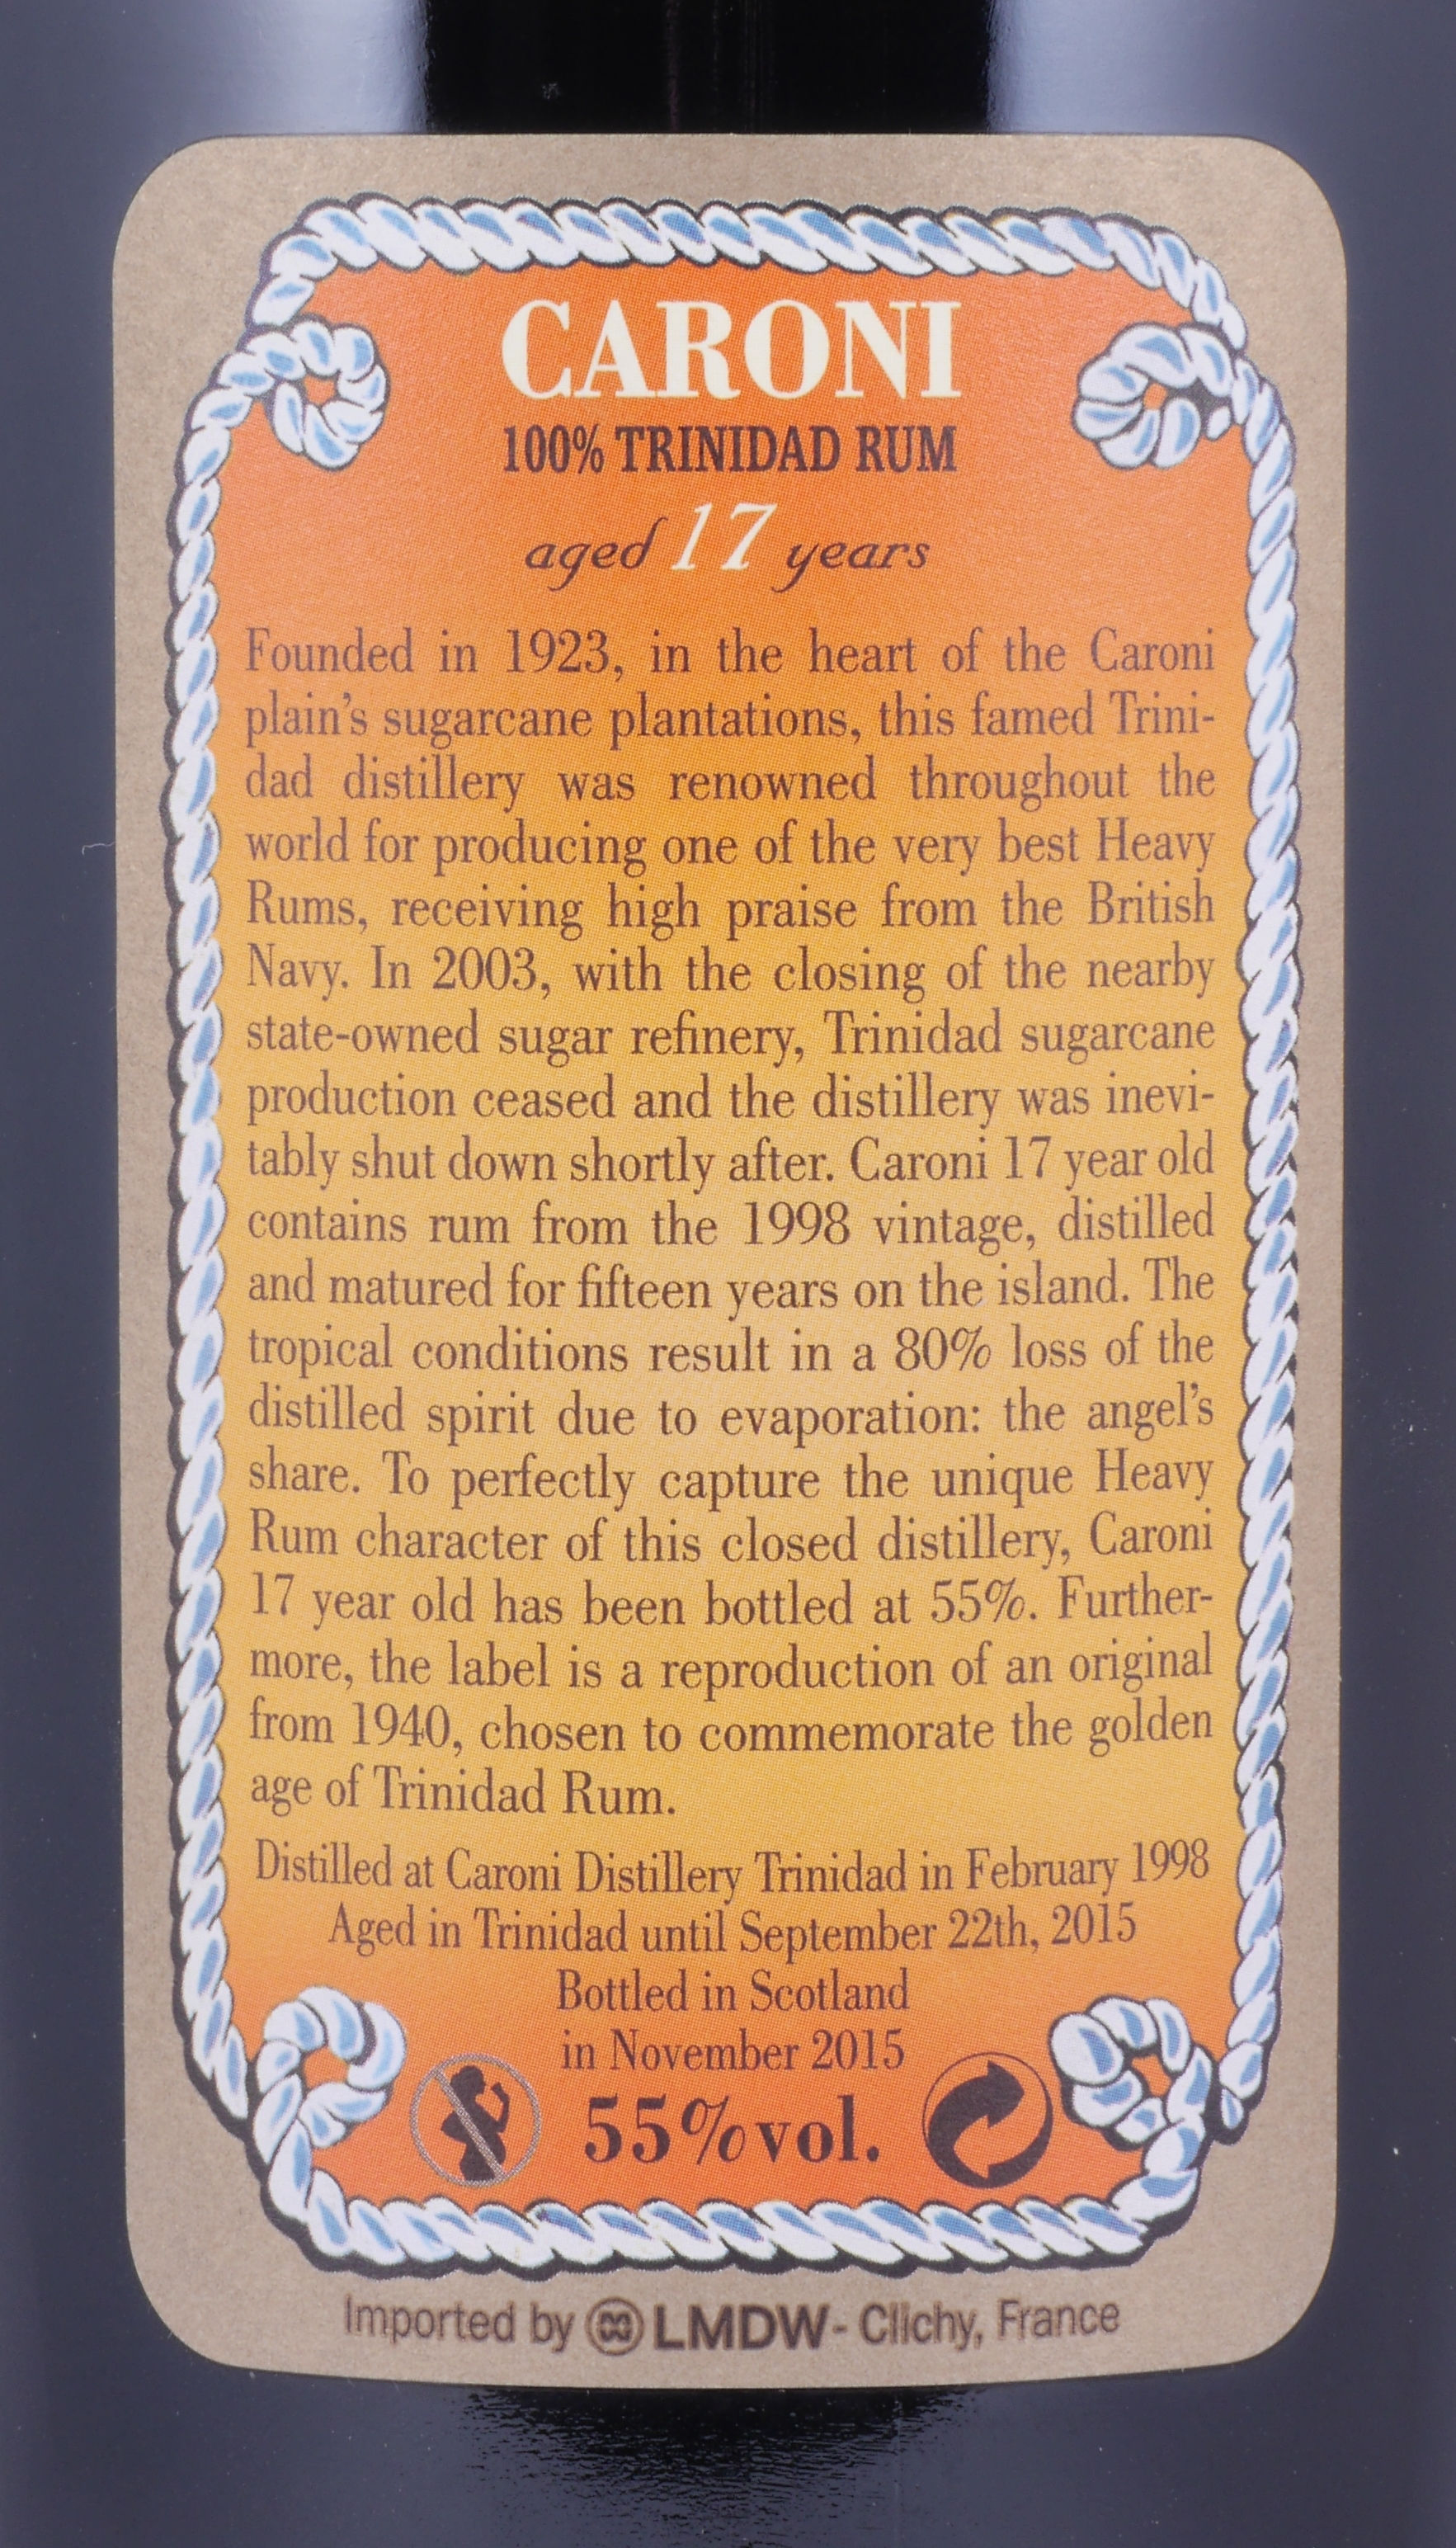 CARONI
100% TRINIDAD RUM
aged 17 years
Founded in 1923, in the heart of the Caroni
plain's sugarcane plantations, this famed Trini-
dad distillery was renowned throughout the
world for producing one of the very best Heavy
Rums, receiving high praise from the British
Navy. In 2003, with the closing of the nearby
state-owned sugar refinery, Trinidad sugarcane
production ceased and the distillery was inevi-
tably shut down shortly after. Caroni 17 year old
contains rum from the 1998 vintage, distilled
and matured for fifteen years on the island. The
tropical conditions result in a 80% loss of the
distilled spirit due to evaporation: the angel's
share. To perfectly capture the unique Heavy
Rum character of this closed distillery, Caroni
17 year old has been bottled at 55%. Further-
more, the label is a reproduction of an original
from 1940, chosen to commemorate the golden
age of Trinidad Rum.
Distilled at Caroni Distillery Trinidad in February 1998
Aged in Trinidad until September 22th, 2015
Bottled in Scotland
in November 2015
55%vol.
Imported by LMDW - Clichy, France